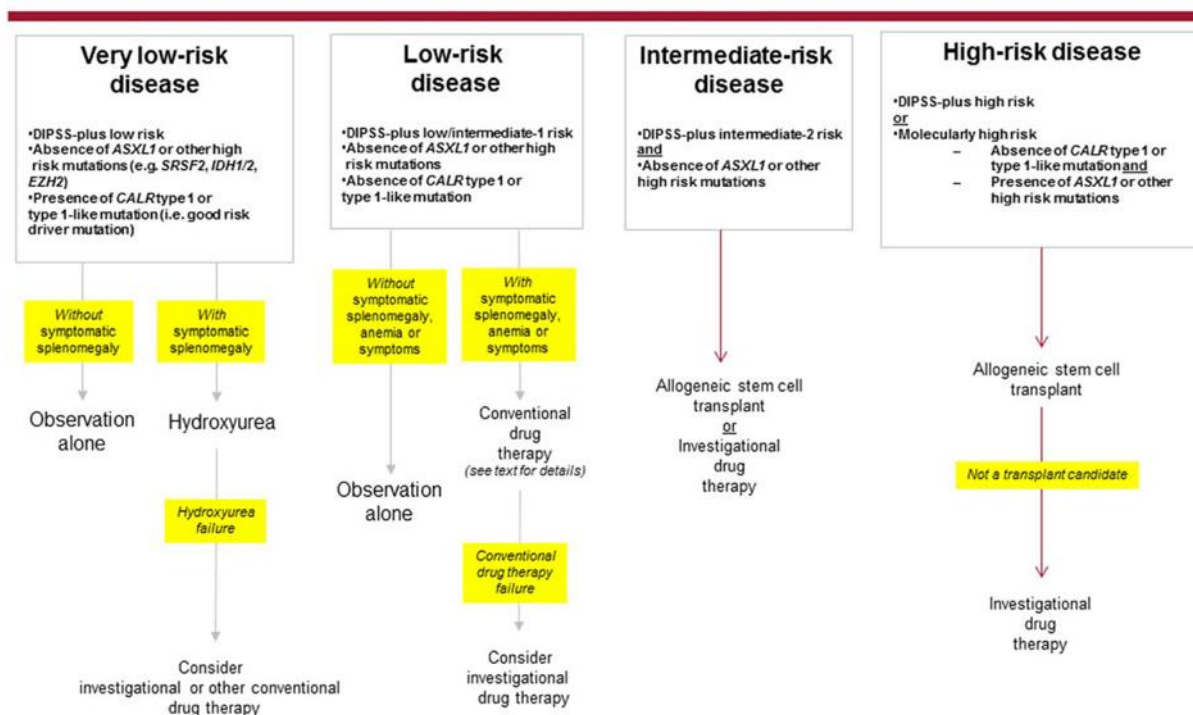 Very low-risk
disease
•DIPSS-plus low risk
•Absence of ASXL1 or other high
risk mutations (e.g. SRSF2, IDH1/2,
EZH2)
•Presence of CALR type 1 or
type 1-like mutation (i.e. good risk
driver mutation)
Without
symptomatic
splenomegaly
With
symptomatic
splenomegaly
Observation
alone
Hydroxyurea
Hydroxyurea
failure
Consider
investigational or other conventional
drug therapy
Low-risk
disease
•DIPSS-plus low/intermediate-1 risk
•Absence of ASXL1 or other high
risk mutations
•Absence of CALR type 1 or
type 1-like mutation
Without
symptomatic
splenomegaly,
anemia or
symptoms
With
symptomatic
splenomegaly,
anemia or
symptoms
Observation
alone
Conventional
drug
therapy
(see text for details)
Conventional
drug therapy
failure
Consider
investigational
drug therapy
Intermediate-risk
disease
•DIPSS-plus intermediate-2 risk
and
•Absence of ASXL1 or other
high risk mutations
Allogeneic stem cell
transplant
or
Investigational
drug
therapy
High-risk disease
•DIPSS-plus high risk
or
•Molecularly high risk
– Absence of CALR type 1 or
type 1-like mutation and
– Presence of ASXL1 or other
high risk mutations
Allogeneic stem cell
transplant
Not a transplant candidate
Investigational
drug
therapy